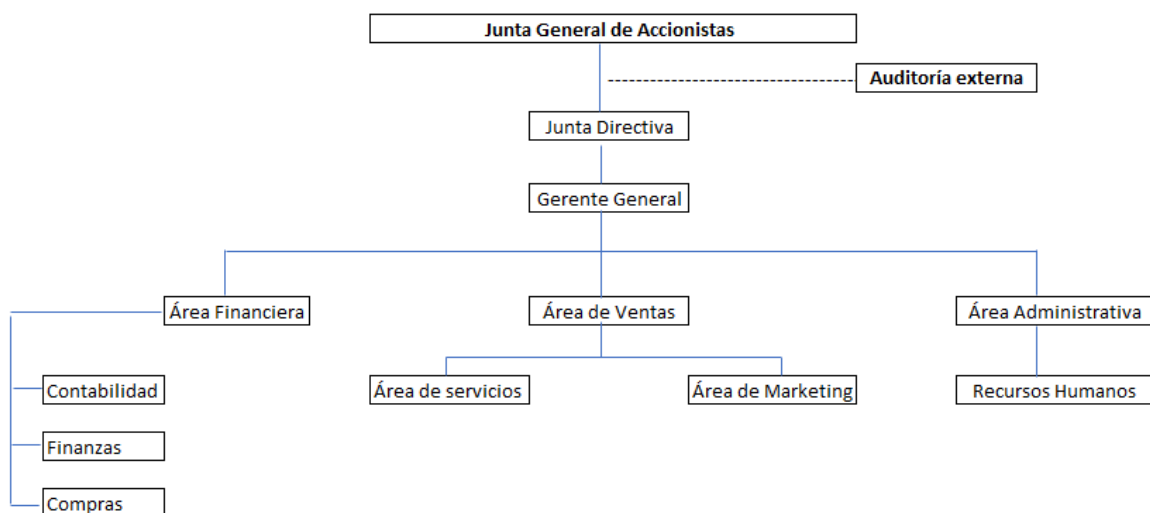 Junta General de Accionistas
Auditoría externa
Junta Directiva
Gerente General
Área Financiera
Área de Ventas
Área Administrativa
Contabilidad
Área de servicios
Área de Marketing
Recursos Humanos
Finanzas
Compras